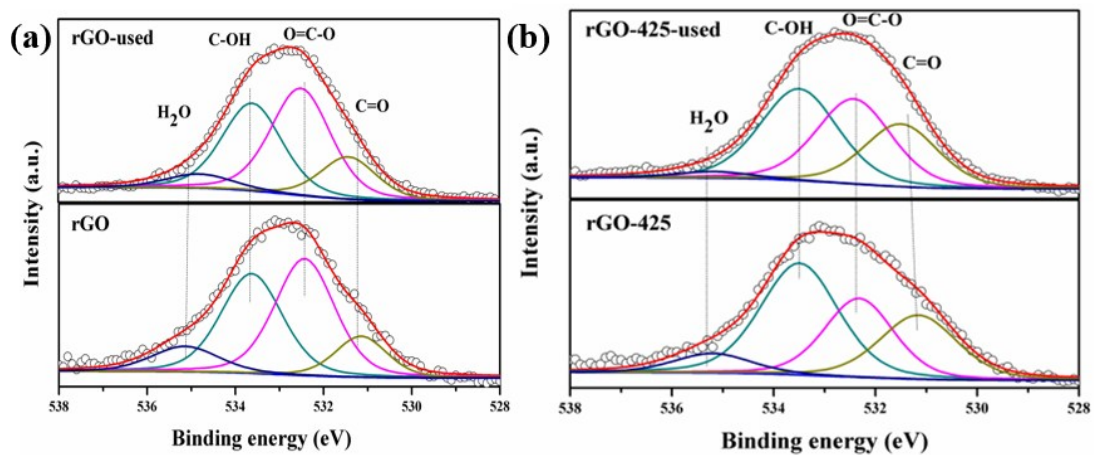 (a)
rGO-used
C-OH
O=C-O
H2O
C=O
rGO
Intensity (a.u.)
538 536 534 532 530 528
Binding energy (eV)
(b)
rGO-425-used
C-OH
O=C-O
C=O
H2O
rGO-425
Intensity (a.u.)
538 536 534 532 530 528
Binding energy (eV)